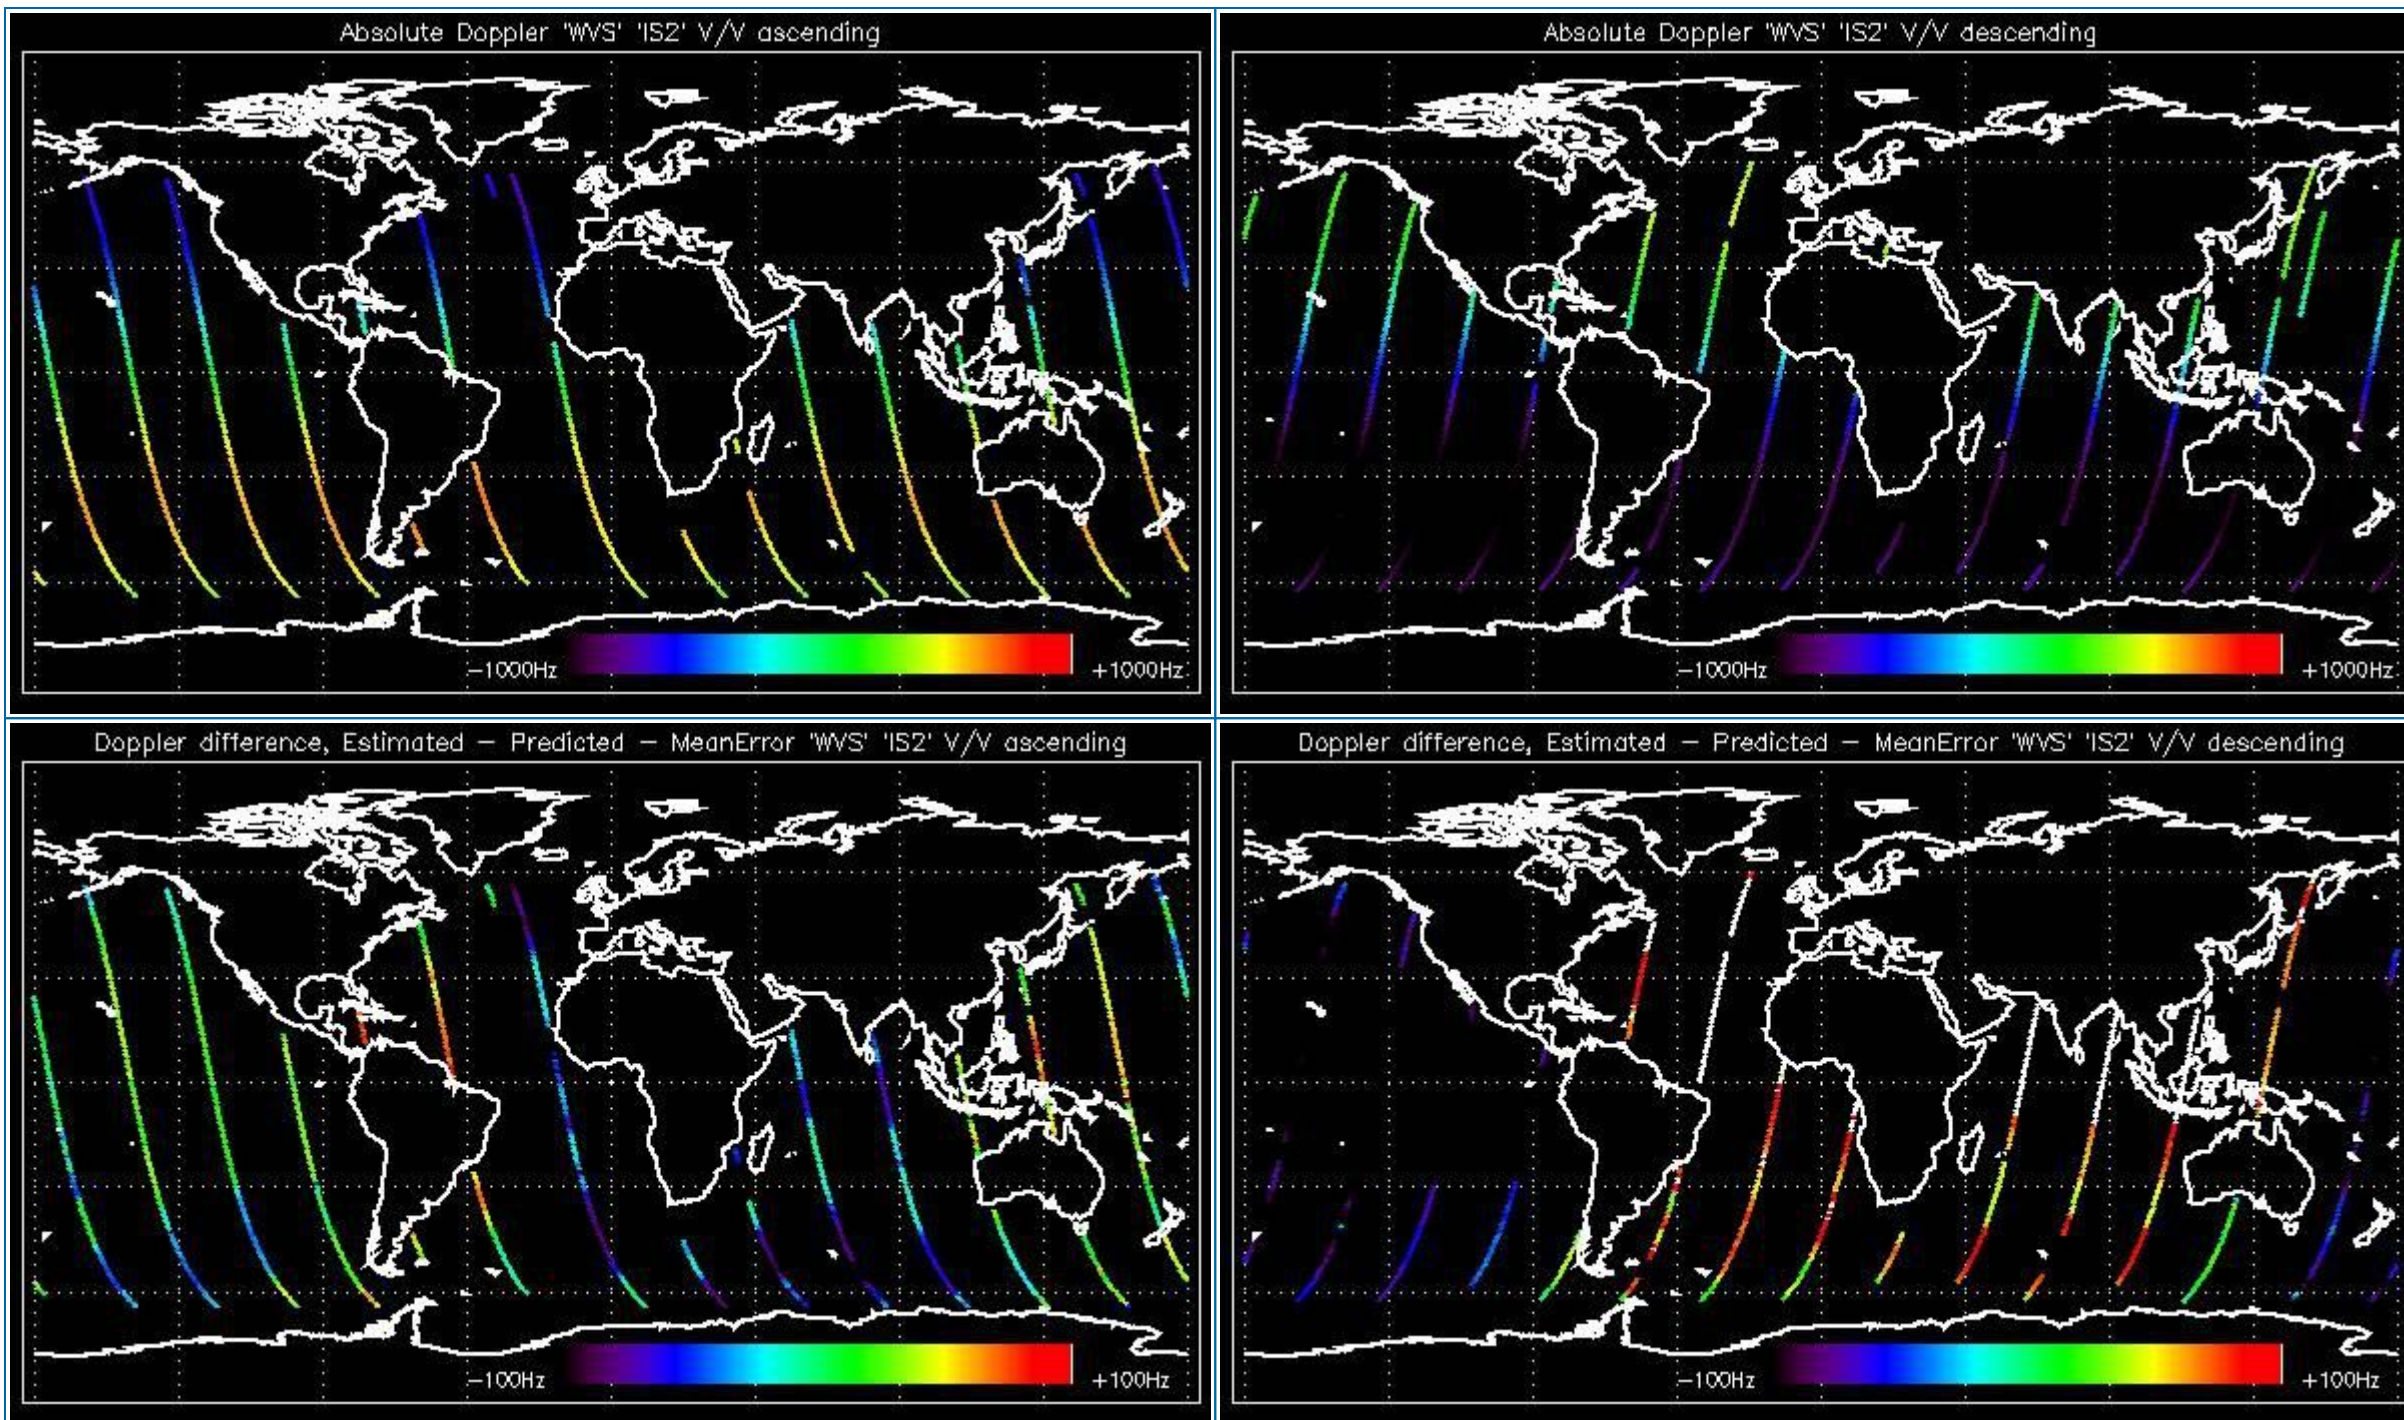 Absolute Doppler 'WVS' 'IS2' V/V ascending
-1000Hz
+1000Hz
Absolute Doppler 'WVS' 'IS2' V/V descending
-1000Hz
+1000Hz
Doppler difference, Estimated - Predicted - MeanError 'WVS' 'IS2' V/V ascending
-100Hz
+100Hz
Doppler difference, Estimated - Predicted - MeanError 'WVS' 'IS2' V/V descending
-100Hz
+100Hz